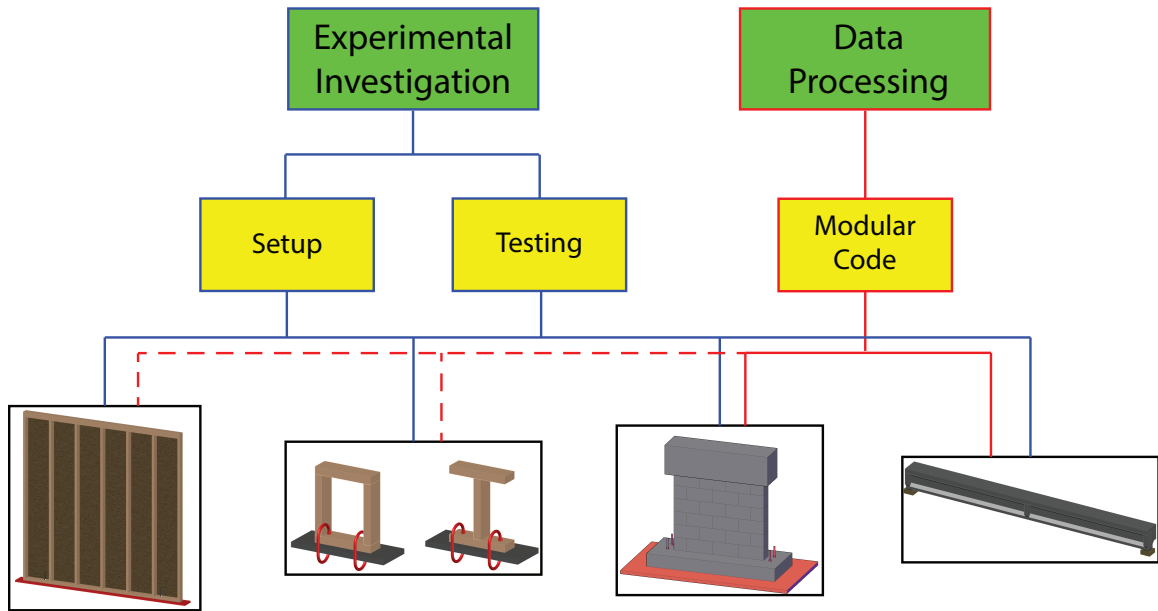 Experimental
Investigation
Data
Processing
Setup
Testing
Modular
Code